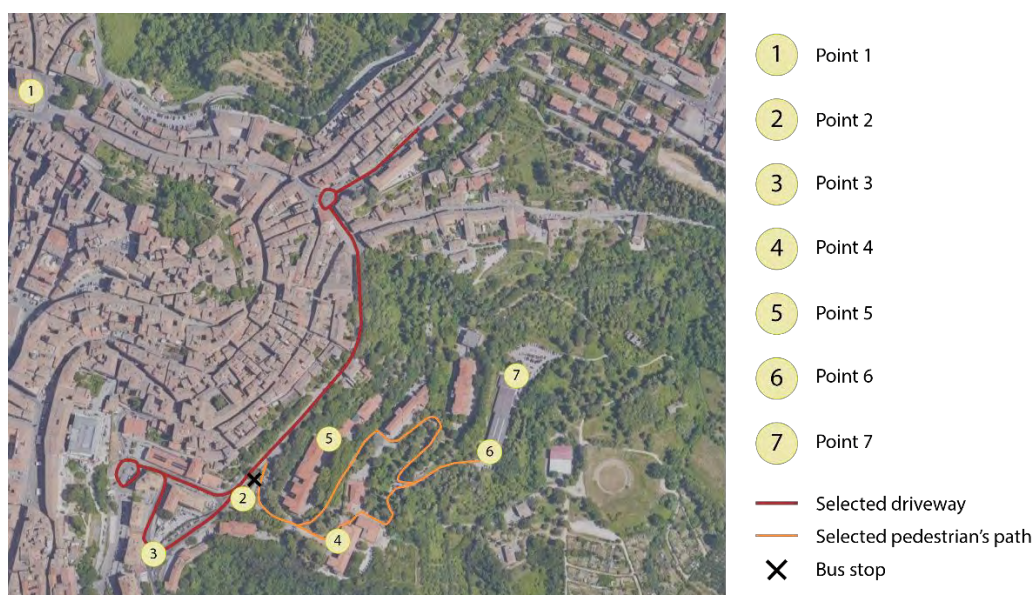 1
2
3
4
5
6
7
1 Point 1
2 Point 2
3 Point 3
4 Point 4
5 Point 5
6 Point 6
7 Point 7
Selected driveway
Selected pedestrian's path
Bus stop